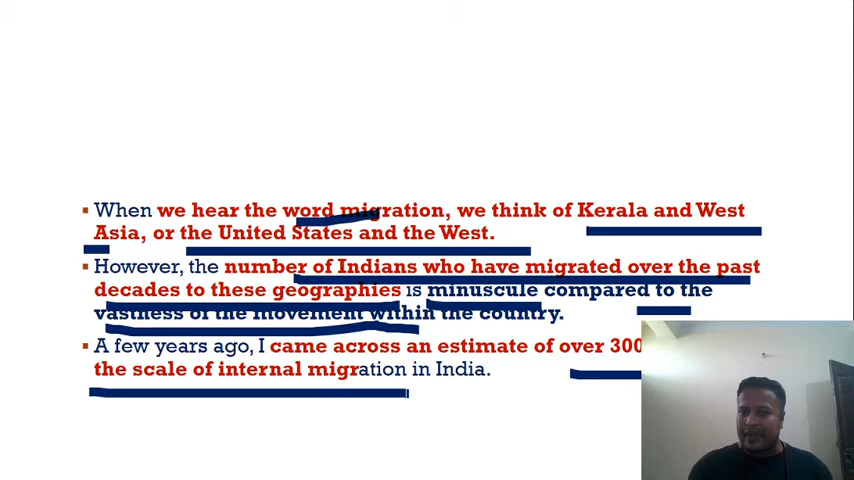 ▪ When we hear the word migration, we think of Kerala and West
Asia, or the United States and the West.
▪ However, the number of Indians who have migrated over the past
decades to these geographies is minuscule compared to the
vastness of the movement within the country.
▪ A few years ago, I came across an estimate of over 300
the scale of internal migration in India.